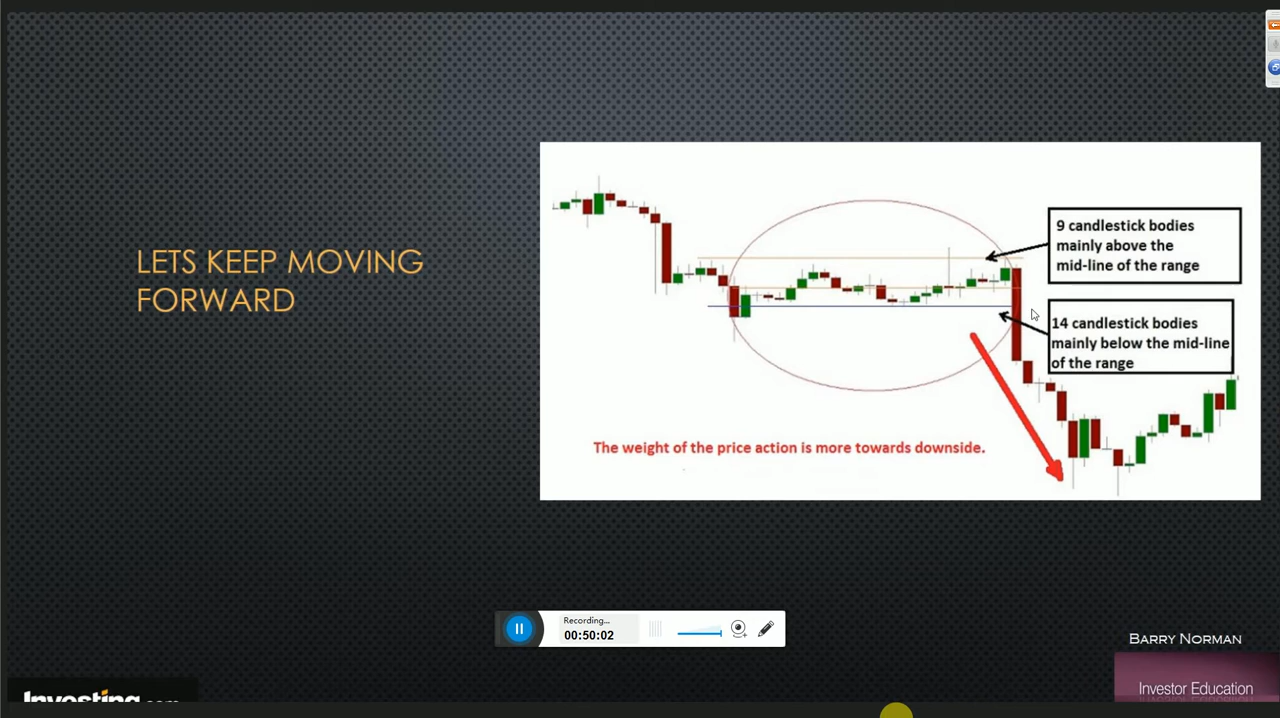 LETS KEEP MOVING
FORWARD
9 candlestick bodies
mainly above the
mid-line of the range
14 candlestick bodies
mainly below the mid-line
of the range
The weight of the price action is more towards downside.
Recording...
00:50:02
BARRY NORMAN
Investing.com
Investor Education